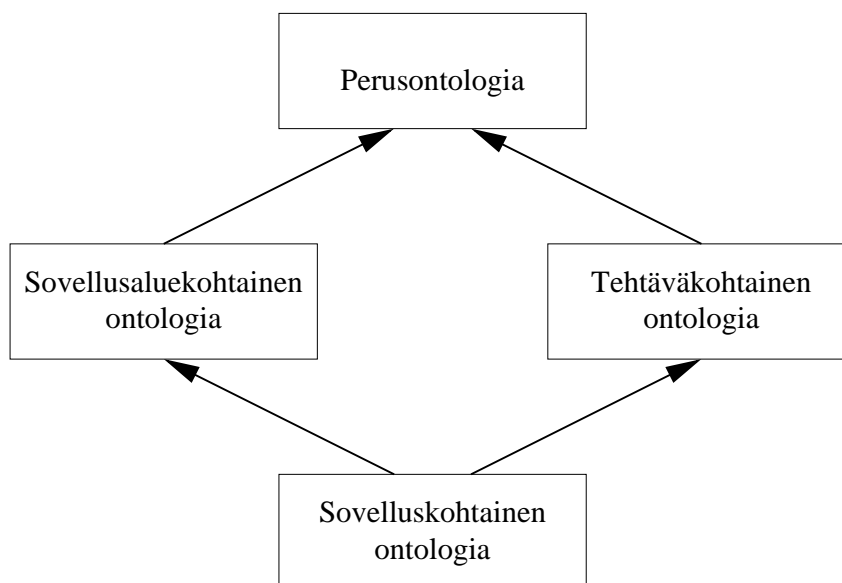 Perusontologia
Sovellusaluekohtainen
ontologia
Tehtäväkohtainen
ontologia
Sovelluskohtainen
ontologia